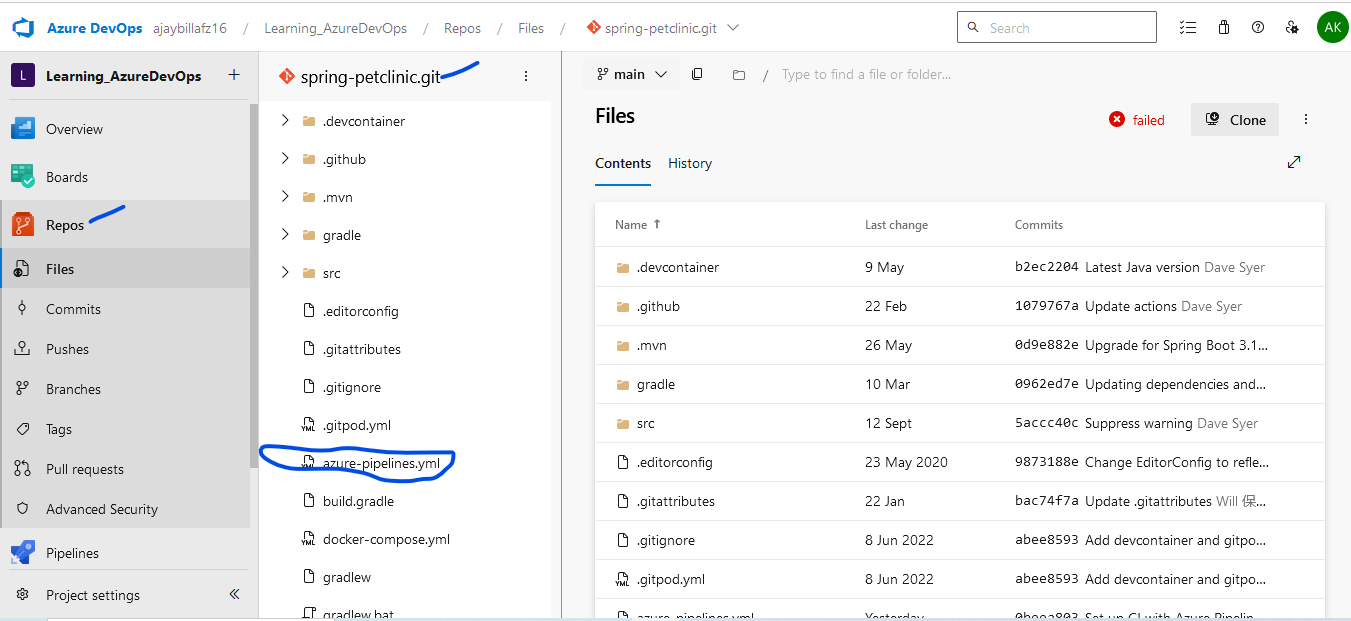 Azure DevOps ajaybillafz16 / Learning_AzureDevOps / Repos / Files / spring-petclinic.git
Search
AK
L Learning_AzureDevOps +
Overview
Boards
Repos
Files
Commits
Pushes
Branches
Tags
Pull requests
Advanced Security
Pipelines
Project settings
spring-petclinic.git
.devcontainer
.github
.mvn
gradle
src
.editorconfig
.gitattributes
.gitignore
.gitpod.yml
azure-pipelines.yml
build.gradle
docker-compose.yml
gradlew
gradlew.bat
main / Type to find a file or folder...
Files
failed Clone
Contents History
Name ↑ Last change Commits
.devcontainer 9 May b2ec2204 Latest Java version Dave Syer
.github 22 Feb 1079767a Update actions Dave Syer
.mvn 26 May 0d9e882e Upgrade for Spring Boot 3.1...
gradle 10 Mar 0962ed7e Updating dependencies and...
src 12 Sept 5accc40c Suppress warning Dave Syer
.editorconfig 23 May 2020 9873188e Change EditorConfig to refle...
.gitattributes 22 Jan bac74f7a Update .gitattributes Will 保...
.gitignore 8 Jun 2022 abee8593 Add devcontainer and gitpo...
.gitpod.yml 8 Jun 2022 abee8593 Add devcontainer and gitpo...
azure-pipelines.yml Yesterday 0beea803 Set up CI with Azure Pipelin...